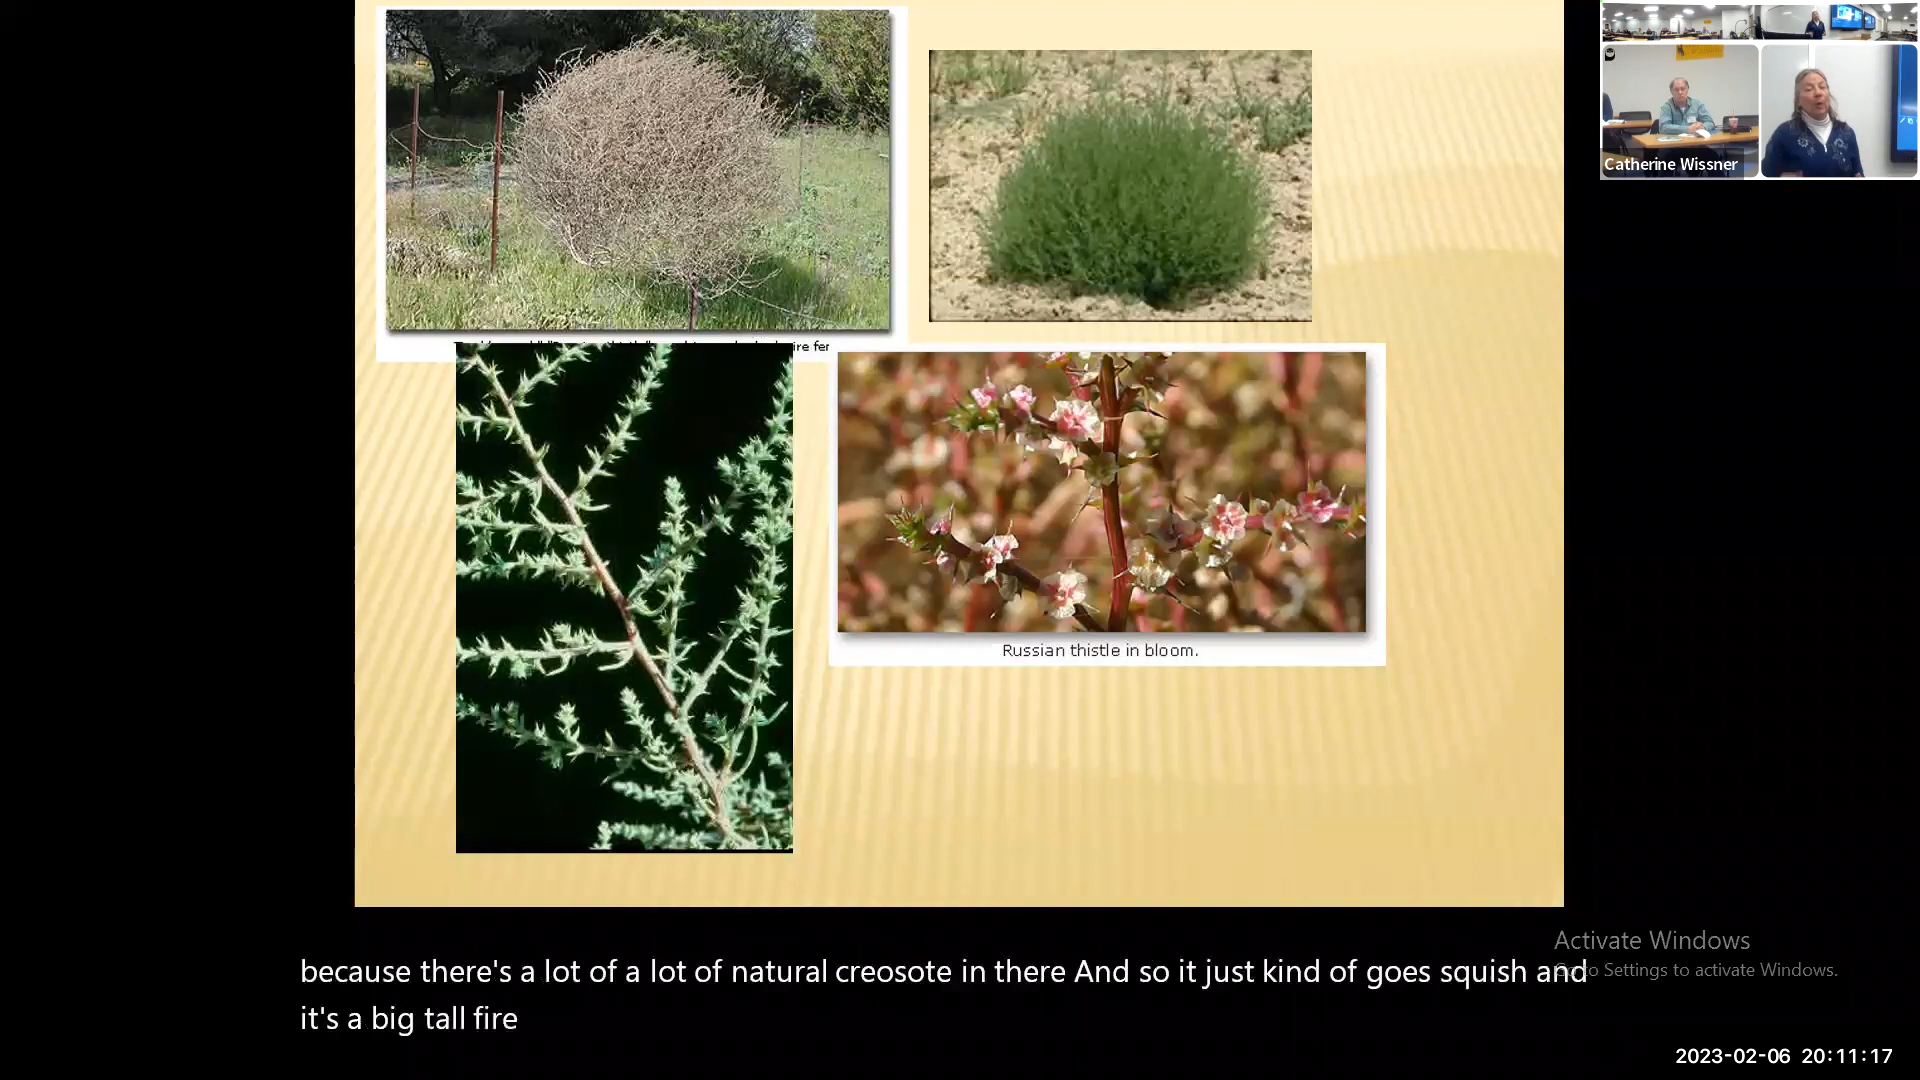 Catherine Wissner
ire fer
Russian thistle in bloom.
because there's a lot of a lot of natural creosote in there And so it just kind of goes squish and
it's a big tall fire
Activate Windows
to Settings to activate Windows.
2023-02-06 20:11:17